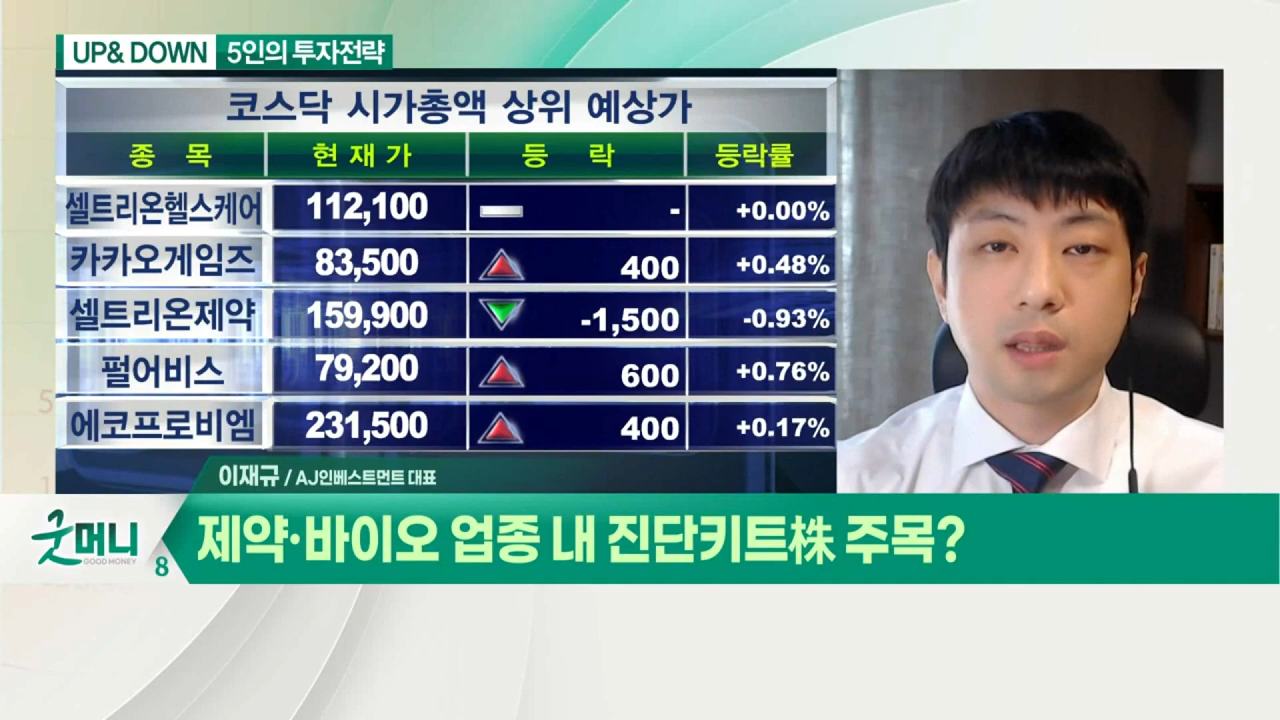 UP& DOWN 5인의 투자전략
코스닥 시가총액 상위 예상가
종 목 현 재 가 등 락 등락률
셀트리온헬스케어 112,100 - +0.00%
카카오게임즈 83,500 400 +0.48%
셀트리온제약 159,900 -1,500 -0.93%
펄어비스 79,200 600 +0.76%
에코프로비엠 231,500 400 +0.17%
이재규 / AJ인베스트먼트 대표
굿머니 GOOD MONEY 8
제약·바이오 업종 내 진단키트株 주목?
5
1